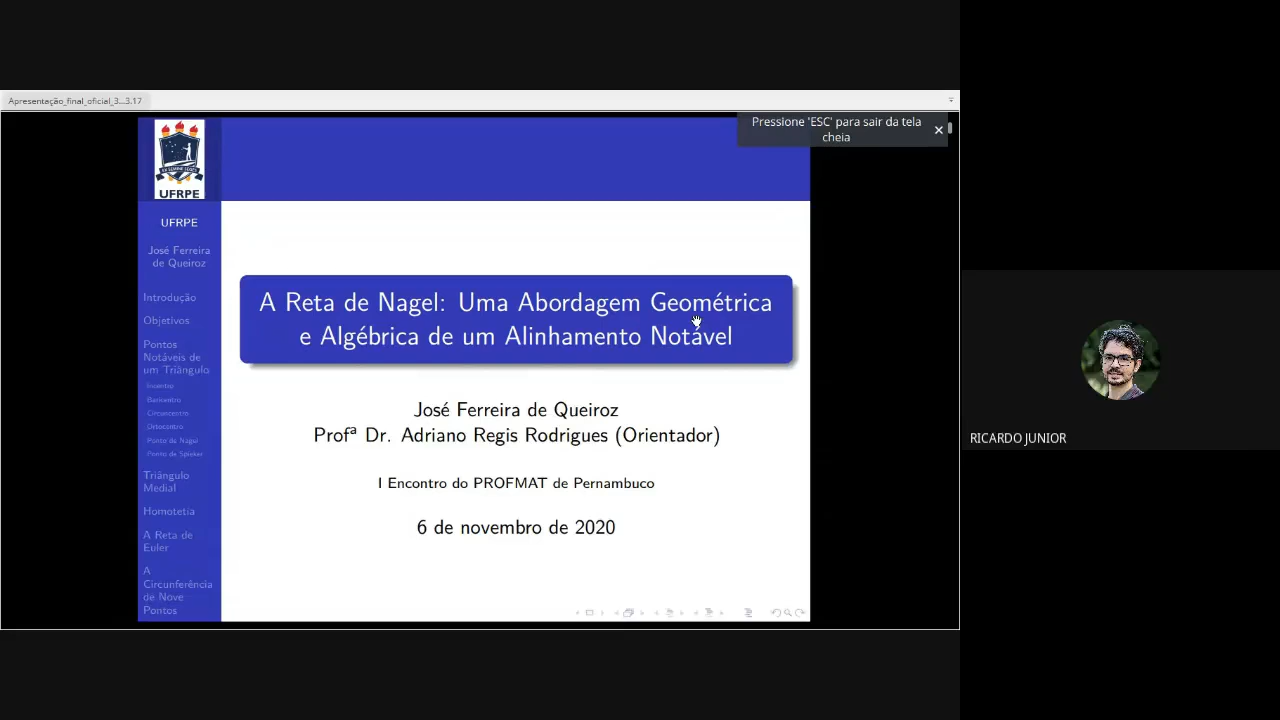 Apresentação_final_oficial_3...3.17
Pressione 'ESC' para sair da tela
cheia
UFRPE
UFRPE
José Ferreira
de Queiroz
Introdução
Objetivos
Pontos
Notáveis de
um Triângulo
Incentro
Baricentro
Circuncentro
Ortocentro
Ponto de Nagel
Ponto de Spieker
Triângulo
Medial
Homotetia
A Reta de
Euler
A
Circunferência
de Nove
Pontos
A Reta de Nagel: Uma Abordagem Geométrica
e Algébrica de um Alinhamento Notável
José Ferreira de Queiroz
Profª Dr. Adriano Regis Rodrigues (Orientador)
I Encontro do PROFMAT de Pernambuco
6 de novembro de 2020
RICARDO JUNIOR